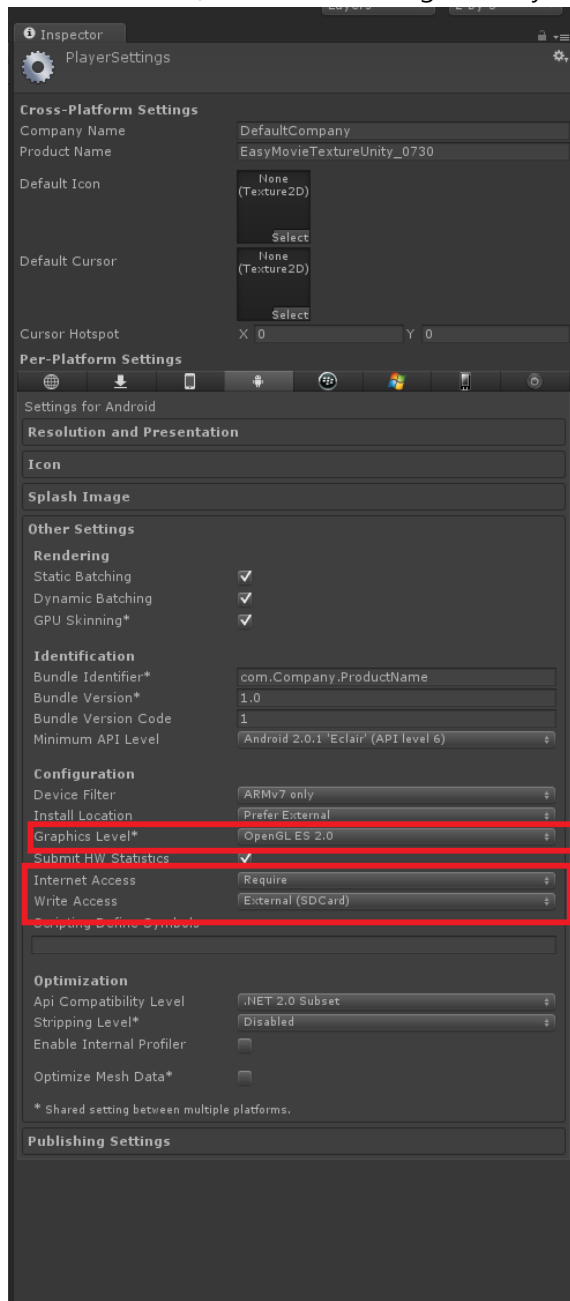 Inspector
PlayerSettings
Cross-Platform Settings
Company Name DefaultCompany
Product Name EasyMovieTextureUnity_0730
Default Icon None (Texture2D) Select
Default Cursor None (Texture2D) Select
Cursor Hotspot X 0 Y 0
Per-Platform Settings
Settings for Android
Resolution and Presentation
Icon
Splash Image
Other Settings
Rendering
Static Batching
Dynamic Batching
GPU Skinning*
Identification
Bundle Identifier* com.Company.ProductName
Bundle Version* 1.0
Bundle Version Code 1
Minimum API Level Android 2.0.1 'Eclair' (API level 6)
Configuration
Device Filter ARMv7 only
Install Location Prefer External
Graphics Level* OpenGL ES 2.0
Submit HW Statistics
Internet Access Require
Write Access External (SDCard)
Scripting Define Symbols
Optimization
Api Compatibility Level .NET 2.0 Subset
Stripping Level* Disabled
Enable Internal Profiler
Optimize Mesh Data*
* Shared setting between multiple platforms.
Publishing Settings